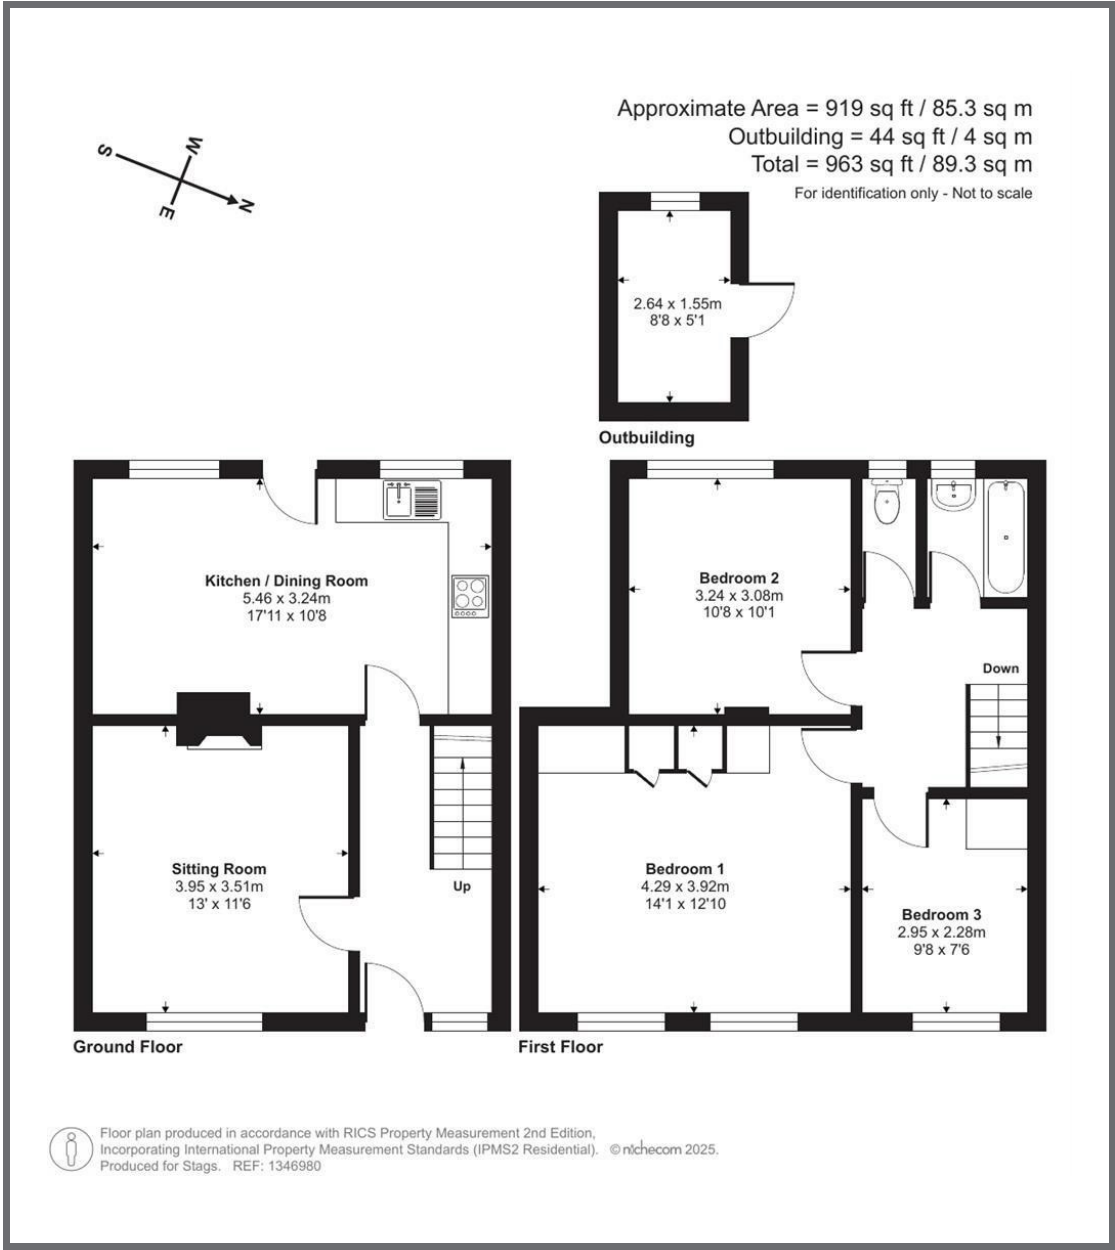 Approximate Area = 919 sq ft / 85.3 sq m
Outbuilding = 44 sq ft / 4 sq m
Total = 963 sq ft / 89.3 sq m
For identification only - Not to scale
S
W
E
N
2.64 x 1.55m
8'8 x 5'1
Outbuilding
Kitchen / Dining Room
5.46 x 3.24m
17'11 x 10'8
Sitting Room
3.95 x 3.51m
13' x 11'6
Up
Ground Floor
Bedroom 2
3.24 x 3.08m
10'8 x 10'1
Down
Bedroom 1
4.29 x 3.92m
14'1 x 12'10
Bedroom 3
2.95 x 2.28m
9'8 x 7'6
First Floor
Floor plan produced in accordance with RICS Property Measurement 2nd Edition,
Incorporating International Property Measurement Standards (IPMS2 Residential). © nichecom 2025.
Produced for Stags. REF: 1346980